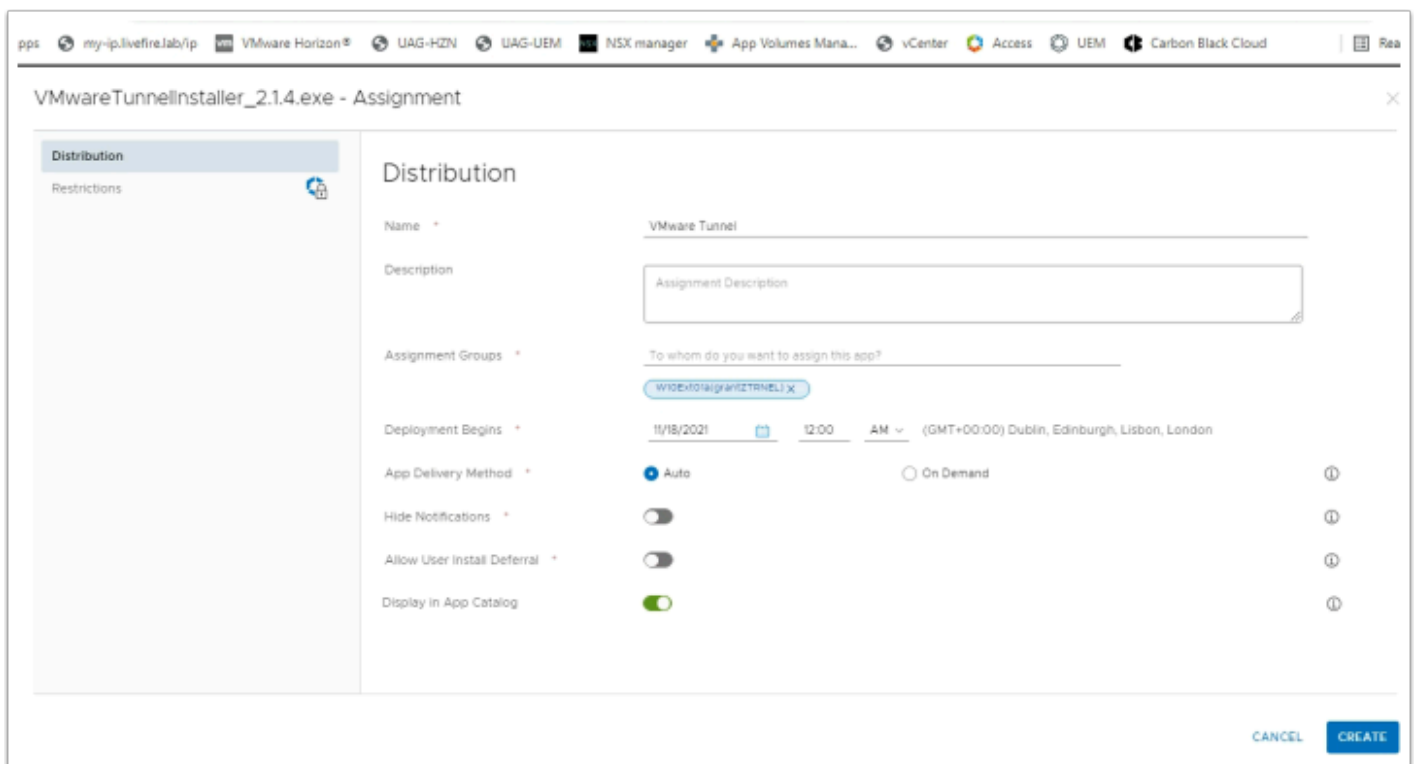 pps my-ip.livefire.lab/ip vm VMware Horizon® UAG-HZN UAG-UEM NSX NSX manager App Volumes Mana... vCenter Access UEM Carbon Black Cloud Rea
VMwareTunnelInstaller_2.1.4.exe - Assignment
Distribution
Restrictions
Distribution
Name * VMware Tunnel
Description Assignment Description
Assignment Groups * To whom do you want to assign this app?
Deployment Begins * 11/18/2021 12:00 AM (GMT+00:00) Dublin, Edinburgh, Lisbon, London
App Delivery Method * Auto On Demand
Hide Notifications *
Allow User Install Deferral *
Display in App Catalog
CANCEL CREATE